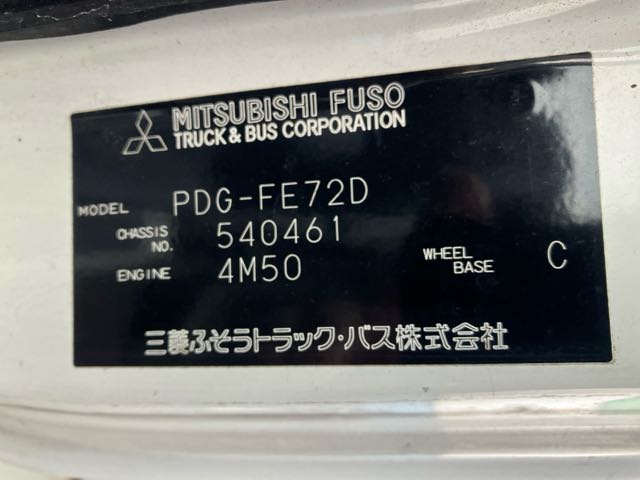 MITSUBISHI FUSO
TRUCK & BUS CORPORATION
MODEL PDG-FE72D
CHASSIS NO. 540461
ENGINE 4M50
WHEEL BASE C
三菱ふそうトラック・バス株式会社